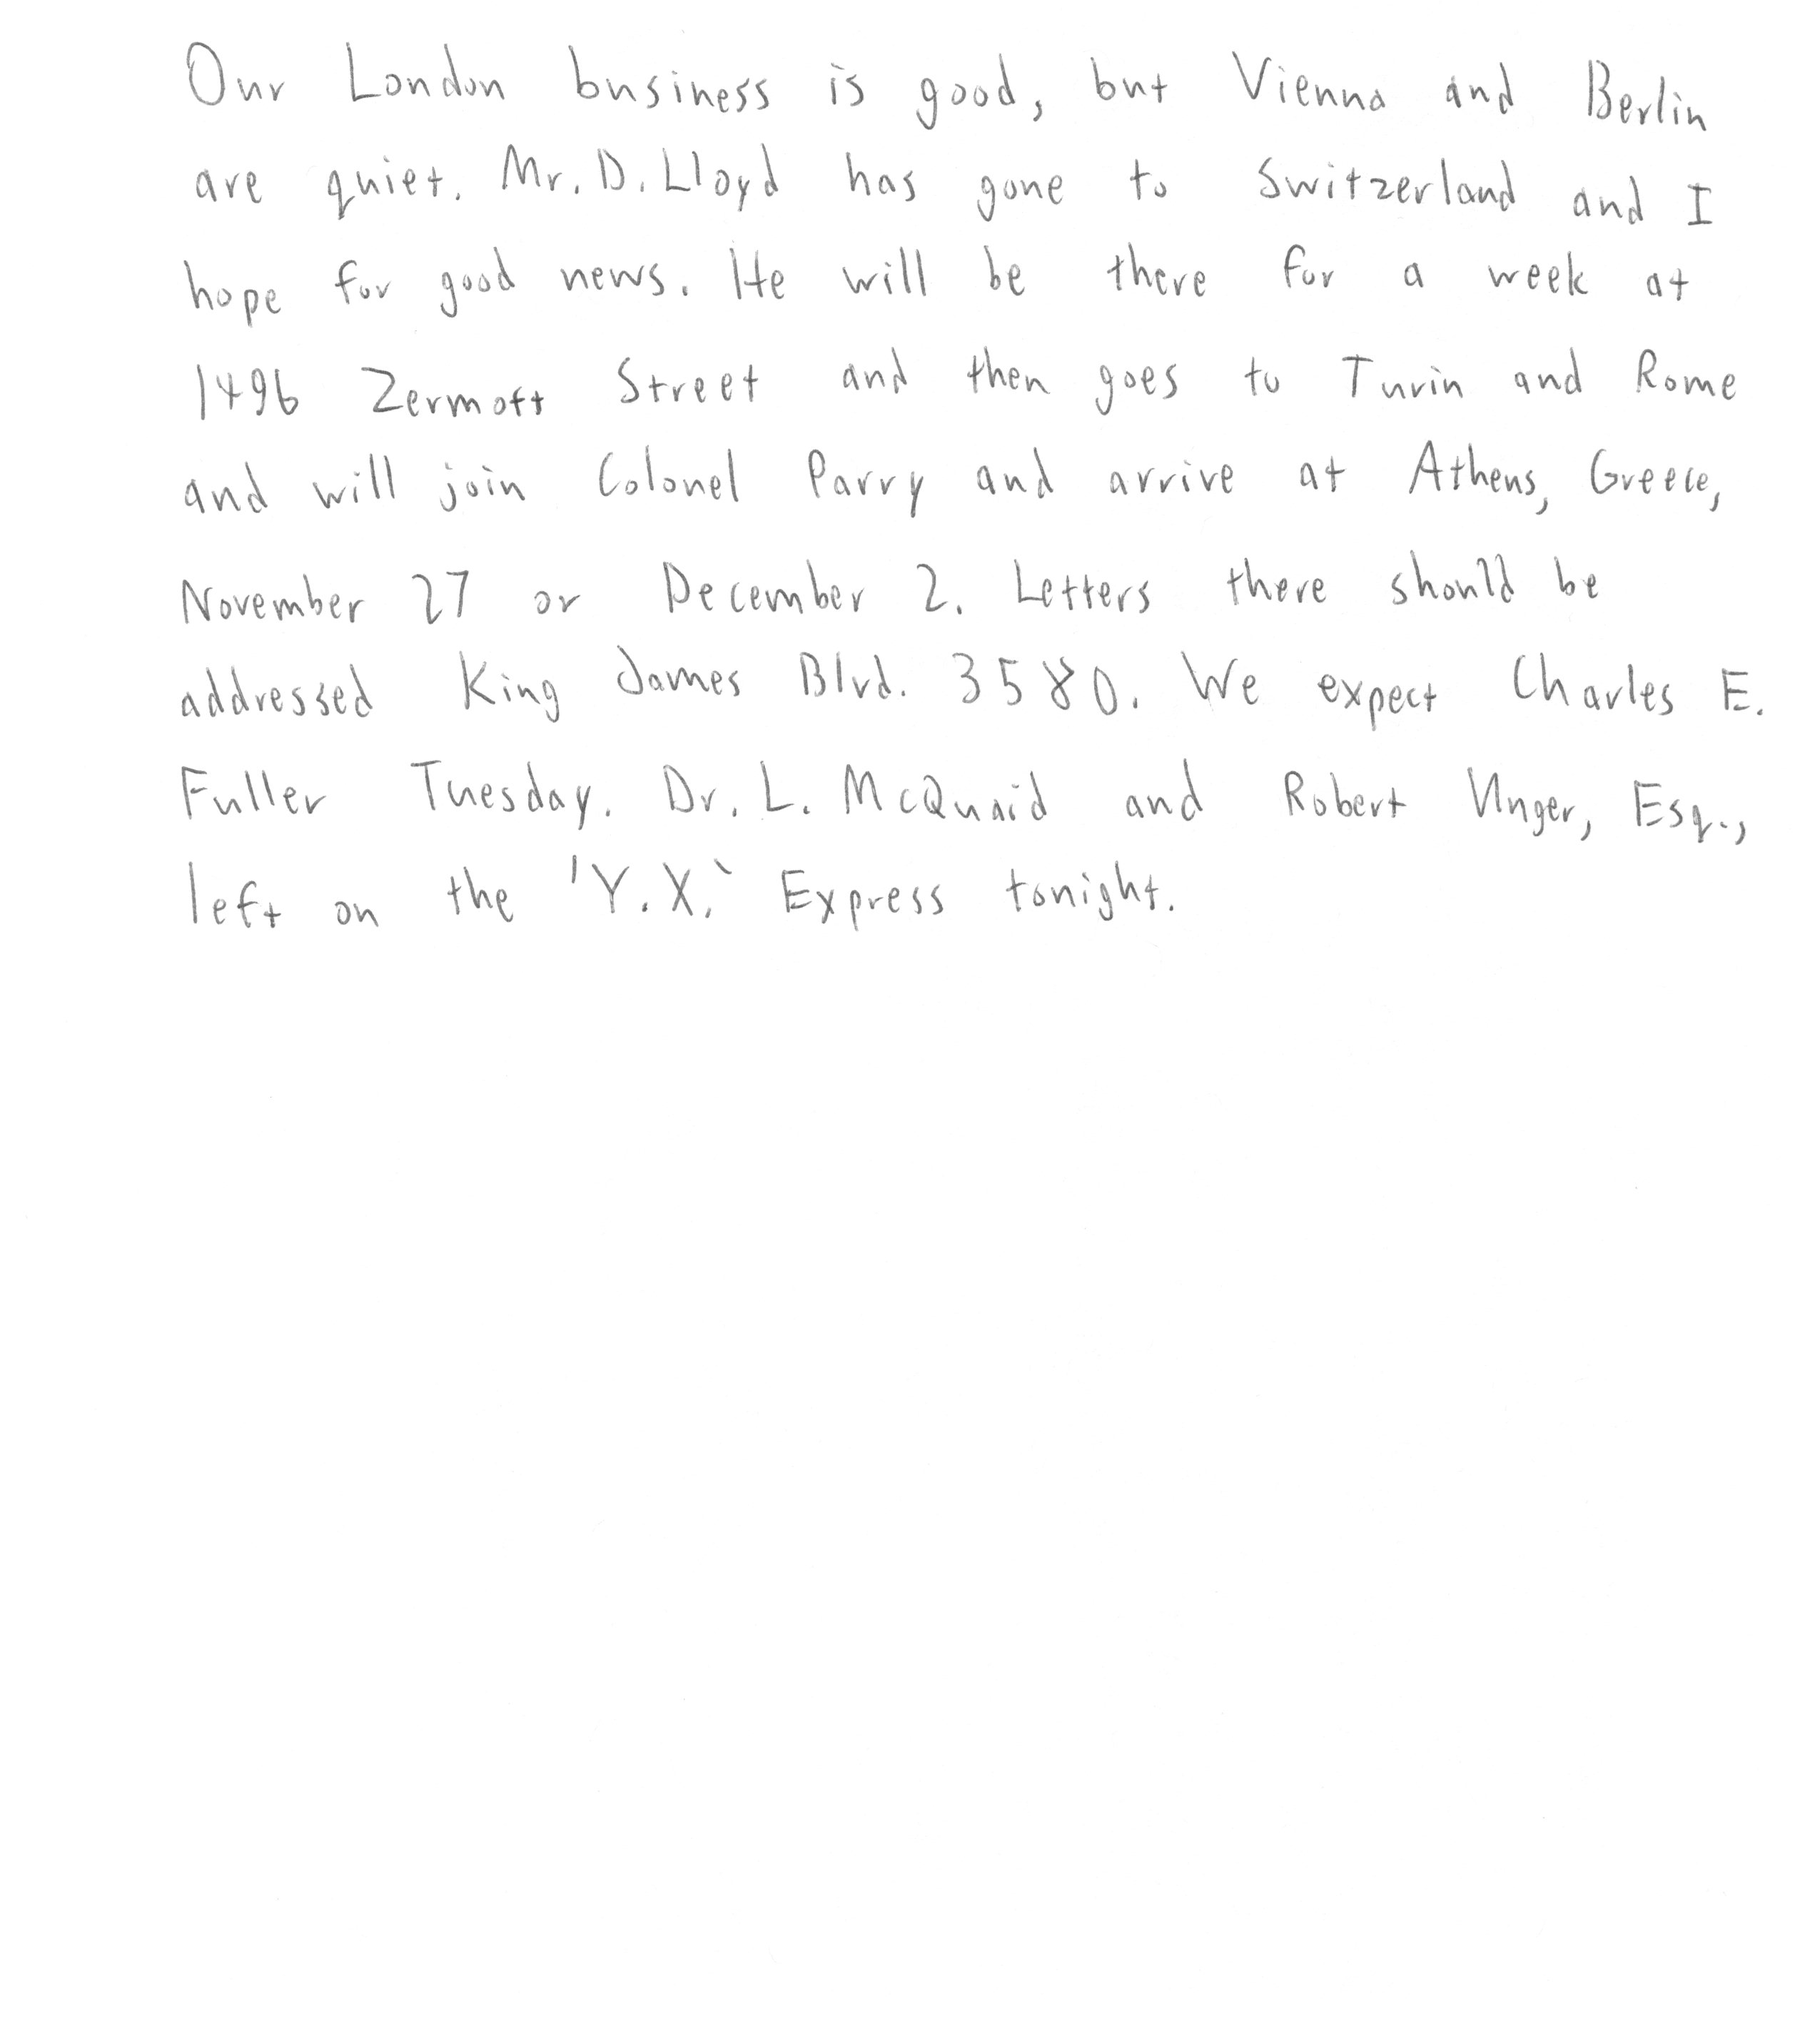 Our London business is good, but Vienna and Berlin
are quiet. Mr. D. Lloyd has gone to Switzerland and I
hope for good news. He will be there for a week at
1496 Zermott Street and then goes to Turin and Rome
and will join Colonel Parry and arrive at Athens, Greece,
November 27 or December 2. Letters there should be
addressed King James Blvd. 3580. We expect Charles E.
Fuller Tuesday. Dr. L. McQuaid and Robert Unger, Esq.,
left on the 'Y.X.' Express tonight.